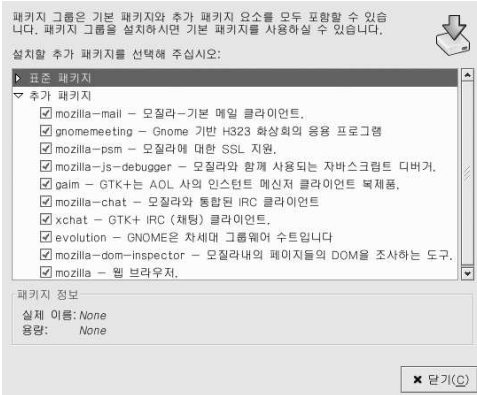 패키지 그룹은 기본 패키지와 추가 패키지 요소를 모두 포함할 수 있습
니다. 패키지 그룹을 설치하시면 기본 패키지를 사용하실 수 있습니다.
설치할 추가 패키지를 선택해 주십시오:
표준 패키지
추가 패키지
mozilla-mail - 모질라-기본 메일 클라이언트.
gnomemeeting - Gnome 기반 H323 화상회의 응용 프로그램
mozilla-psm - 모질라에 대한 SSL 지원.
mozilla-js-debugger - 모질라와 함께 사용되는 자바스크립트 디버거.
gaim - GTK+는 AOL 사의 인스턴트 메신저 클라이언트 복제품.
mozilla-chat - 모질라와 통합된 IRC 클라이언트
xchat - GTK+ IRC (채팅) 클라이언트.
evolution - GNOME은 차세대 그룹웨어 수트입니다
mozilla-dom-inspector - 모질라내의 페이지들의 DOM을 조사하는 도구.
mozilla - 웹 브라우저.
패키지 정보
실제 이름: None
용량: None
닫기(C)